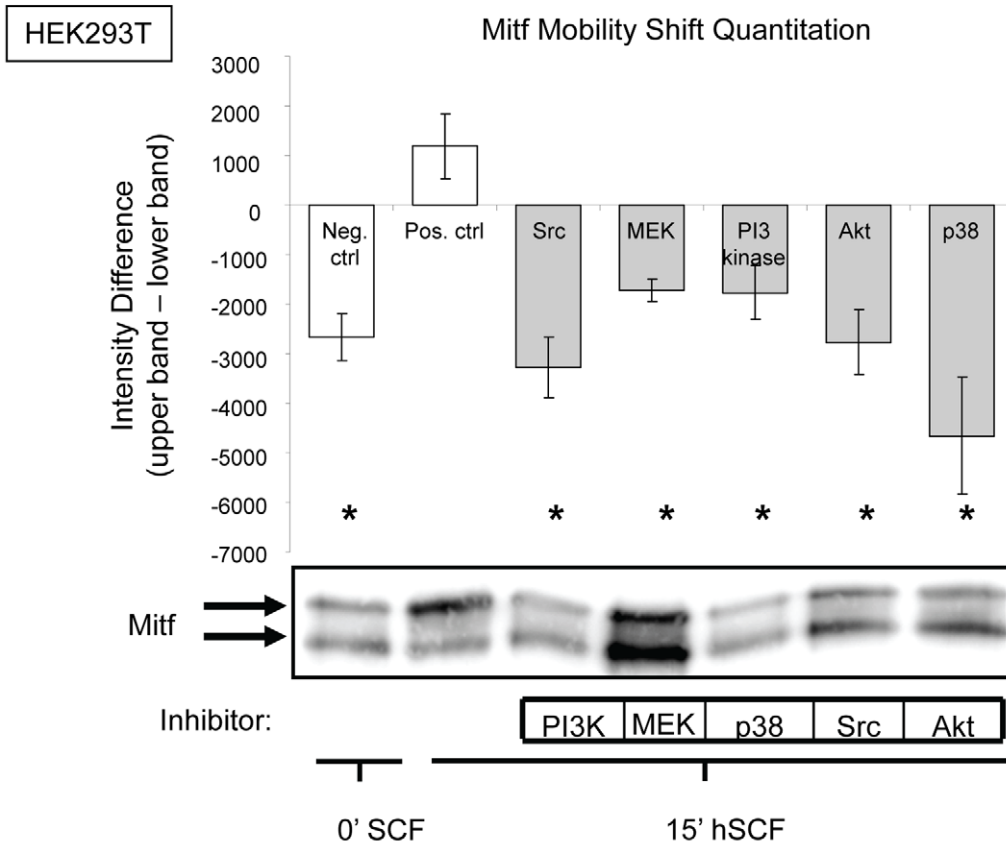 HEK293T
Mitf Mobility Shift Quantitation
Intensity Difference
(upper band – lower band)
3000
2000
1000
0
-1000
-2000
-3000
-4000
-5000
-6000
-7000
Neg.
ctrl
Pos. ctrl
Src
MEK
PI3
kinase
Akt
p38
* * * * * *
Mitf
Inhibitor:
PI3K MEK p38 Src Akt
0' SCF
15' hSCF